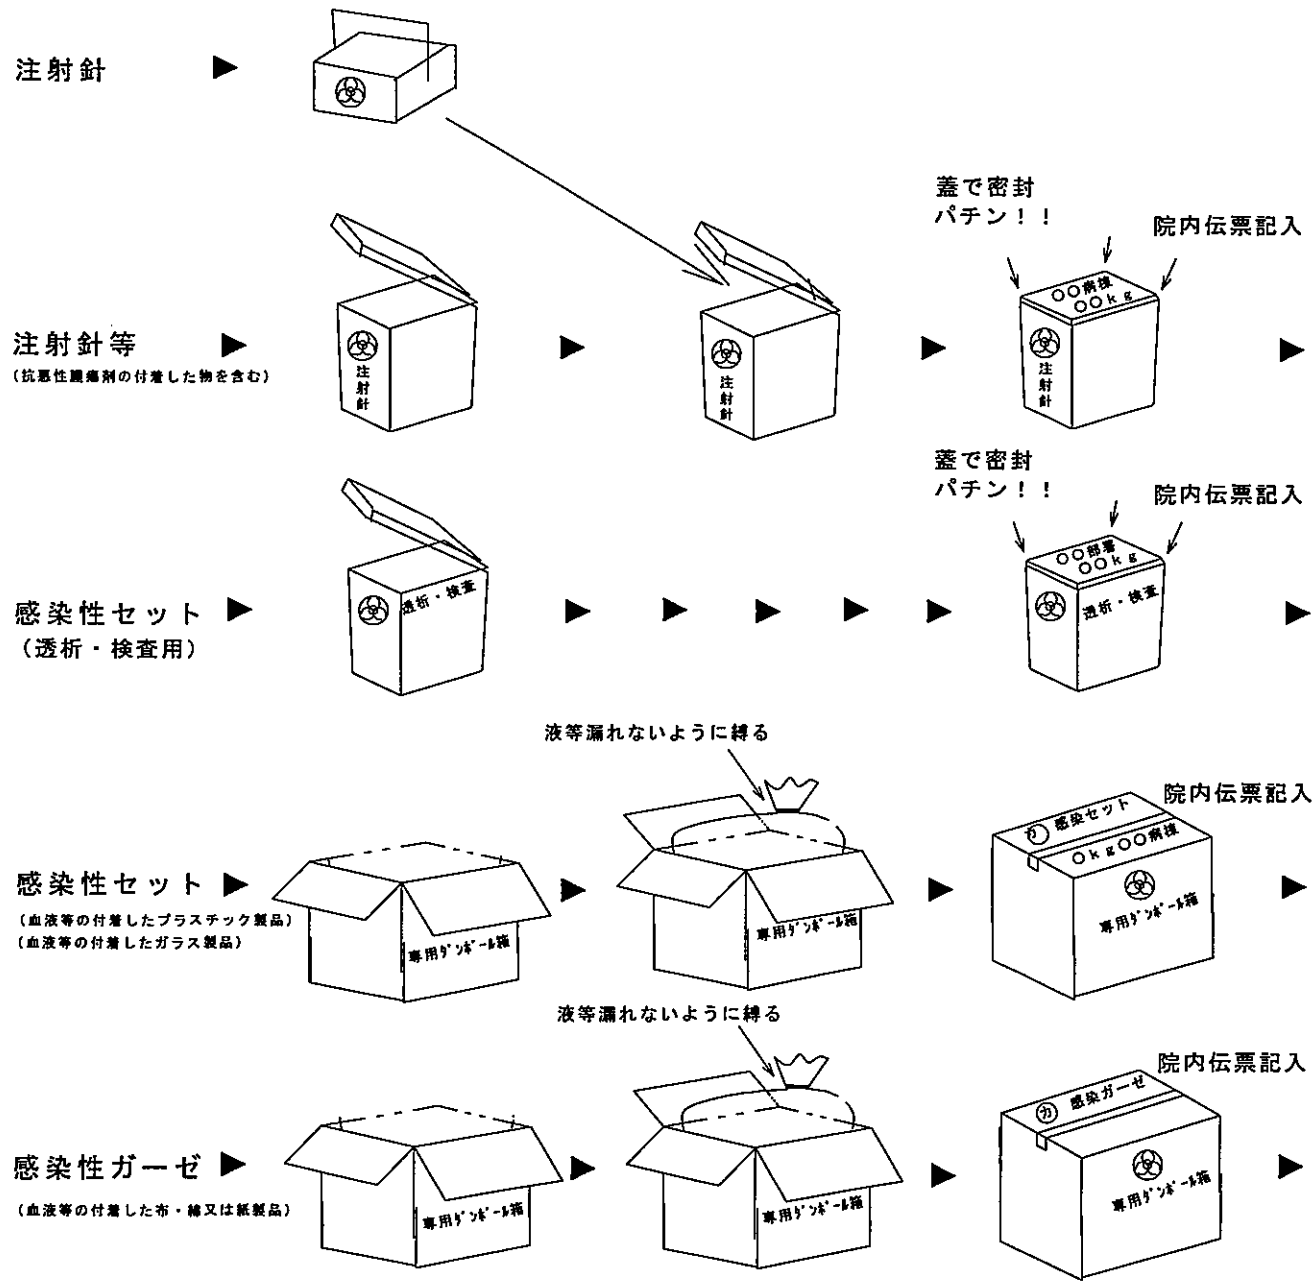 注射針
蓋で密封
パチン！！
院内伝票記入
○○病棟
○○kg
注射針等
(抗悪性腫瘍剤の付着した物を含む)
注射針
注射針
注射針
蓋で密封
パチン！！
院内伝票記入
○○部署
○○kg
感染性セット
(透析・検査用)
透析・検査
透析・検査
液等漏れないように縛る
院内伝票記入
カ 感染セット
○kg○○病棟
感染性セット
(血液等の付着したプラスチック製品)
(血液等の付着したガラス製品)
専用ダンボール箱
専用ダンボール箱
専用ダンボール箱
液等漏れないように縛る
院内伝票記入
カ 感染ガーゼ
感染性ガーゼ
(血液等の付着した布・綿又は紙製品)
専用ダンボール箱
専用ダンボール箱
専用ダンボール箱